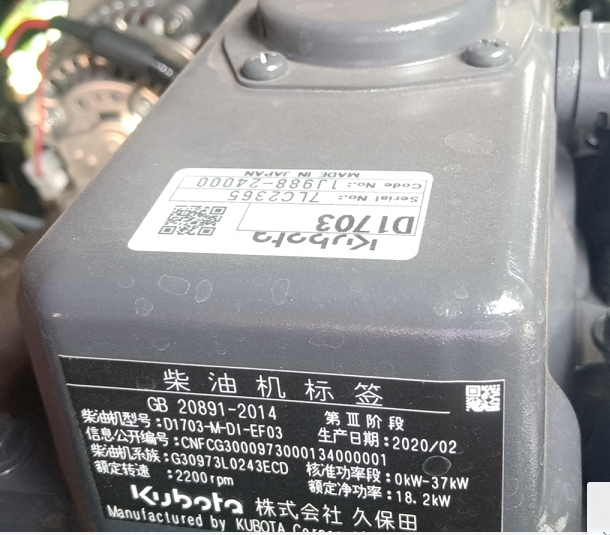 Kubota
D1703
Serial No.: 7LC2365
Code No.: 1J988-24000
MADE IN JAPAN
柴油机标签
GB 20891-2014 第Ⅲ阶段
柴油机型号:D1703-M-DI-EF03 生产日期:2020/02
信息公开编号:CNFCG3000973000134000001
柴油机系族:G30973L0243ECD 核准功率段:0kW-37kW
额定转速:2200rpm 额定净功率:18.2kW
Kubota 株式会社 久保田
Manufactured by KUBOTA